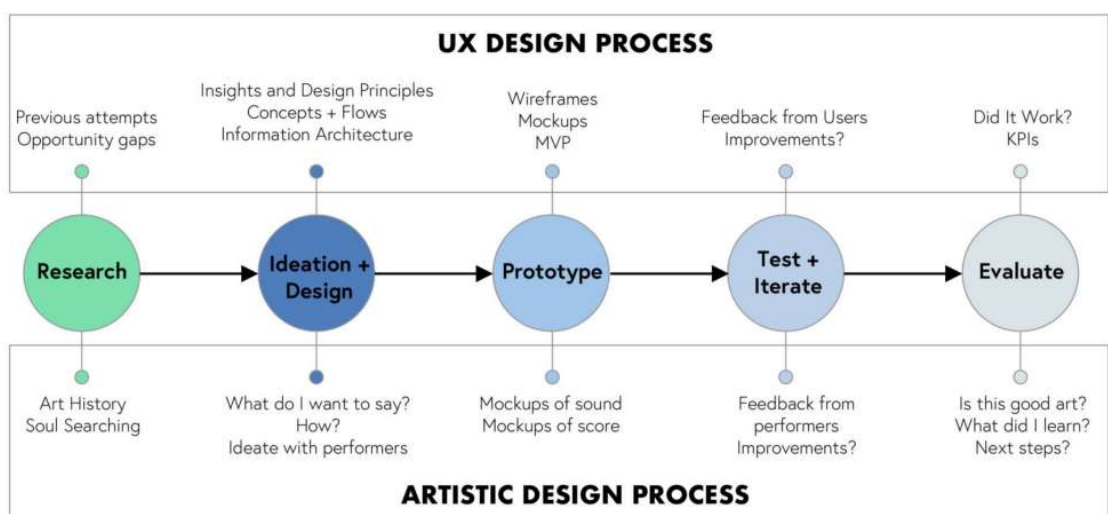 UX DESIGN PROCESS
Previous attempts
Opportunity gaps
Insights and Design Principles
Concepts + Flows
Information Architecture
Wireframes
Mockups
MVP
Feedback from Users
Improvements?
Did It Work?
KPIs
Research
Ideation +
Design
Prototype
Test +
Iterate
Evaluate
Art History
Soul Searching
What do I want to say?
How?
Ideate with performers
Mockups of sound
Mockups of score
Feedback from
performers
Improvements?
Is this good art?
What did I learn?
Next steps?
ARTISTIC DESIGN PROCESS